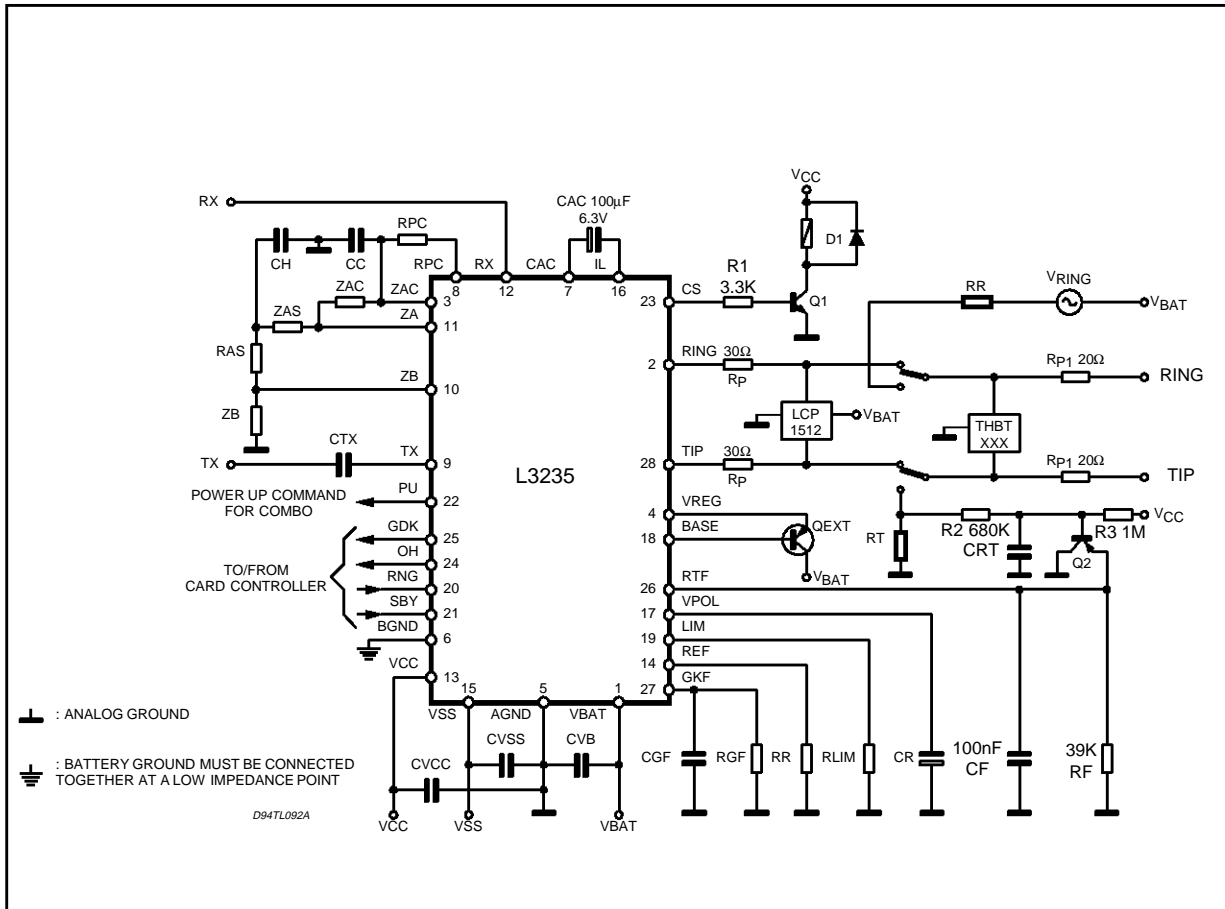 VCC
RX
CAC 100μF
6.3V
D1
RPC
CH
CC
RPC
RX
CAC
IL
8
12
7
16
R1
3.3K
CS
23
Q1
RR
VRING
VBAT
ZAC
ZAC
3
ZA
11
ZAS
RAS
ZB
10
ZB
RING
2
30Ω
RP
RP1 20Ω
RING
LCP
1512
VBAT
THBT
XXX
CTX
TX
TX
9
L3235
TIP
28
30Ω
RP
RP1 20Ω
TIP
POWER UP COMMAND
FOR COMBO
PU
22
VREG
4
BASE
18
QEXT
VBAT
RT
R2 680K
CRT
R3 1M
VCC
Q2
GDK
25
OH
24
TO/FROM
CARD CONTROLLER
RNG
20
SBY
21
BGND
6
VCC
13
RTF
26
VPOL
17
LIM
19
REF
14
GKF
27
15
5
1
VSS
AGND
VBAT
: ANALOG GROUND
: BATTERY GROUND MUST BE CONNECTED
TOGETHER AT A LOW IMPEDANCE POINT
CVSS
CVB
CVCC
CGF
RGF
RR
RLIM
CR
100nF
CF
39K
RF
D94TL092A
VCC
VSS
VBAT